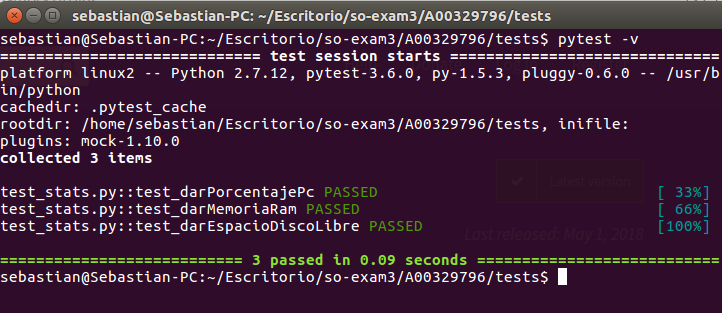 sebastian@Sebastian-PC: ~/Escritorio/so-exam3/A00329796/tests
sebastian@Sebastian-PC:~/Escritorio/so-exam3/A00329796/tests$ pytest -v
============================= test session starts ==============================
platform linux2 -- Python 2.7.12, pytest-3.6.0, py-1.5.3, pluggy-0.6.0 -- /usr/b
in/python
cachedir: .pytest_cache
rootdir: /home/sebastian/Escritorio/so-exam3/A00329796/tests, inifile:
plugins: mock-1.10.0
collected 3 items
test_stats.py::test_darPorcentajePc PASSED [ 33%]
Latest version
test_stats.py::test_darMemoriaRam PASSED [ 66%]
test_stats.py::test_darEspacioDiscoLibre PASSED [100%]
Last released: May 1, 2018
=========================== 3 passed in 0.09 seconds ===========================
sebastian@Sebastian-PC:~/Escritorio/so-exam3/A00329796/tests$